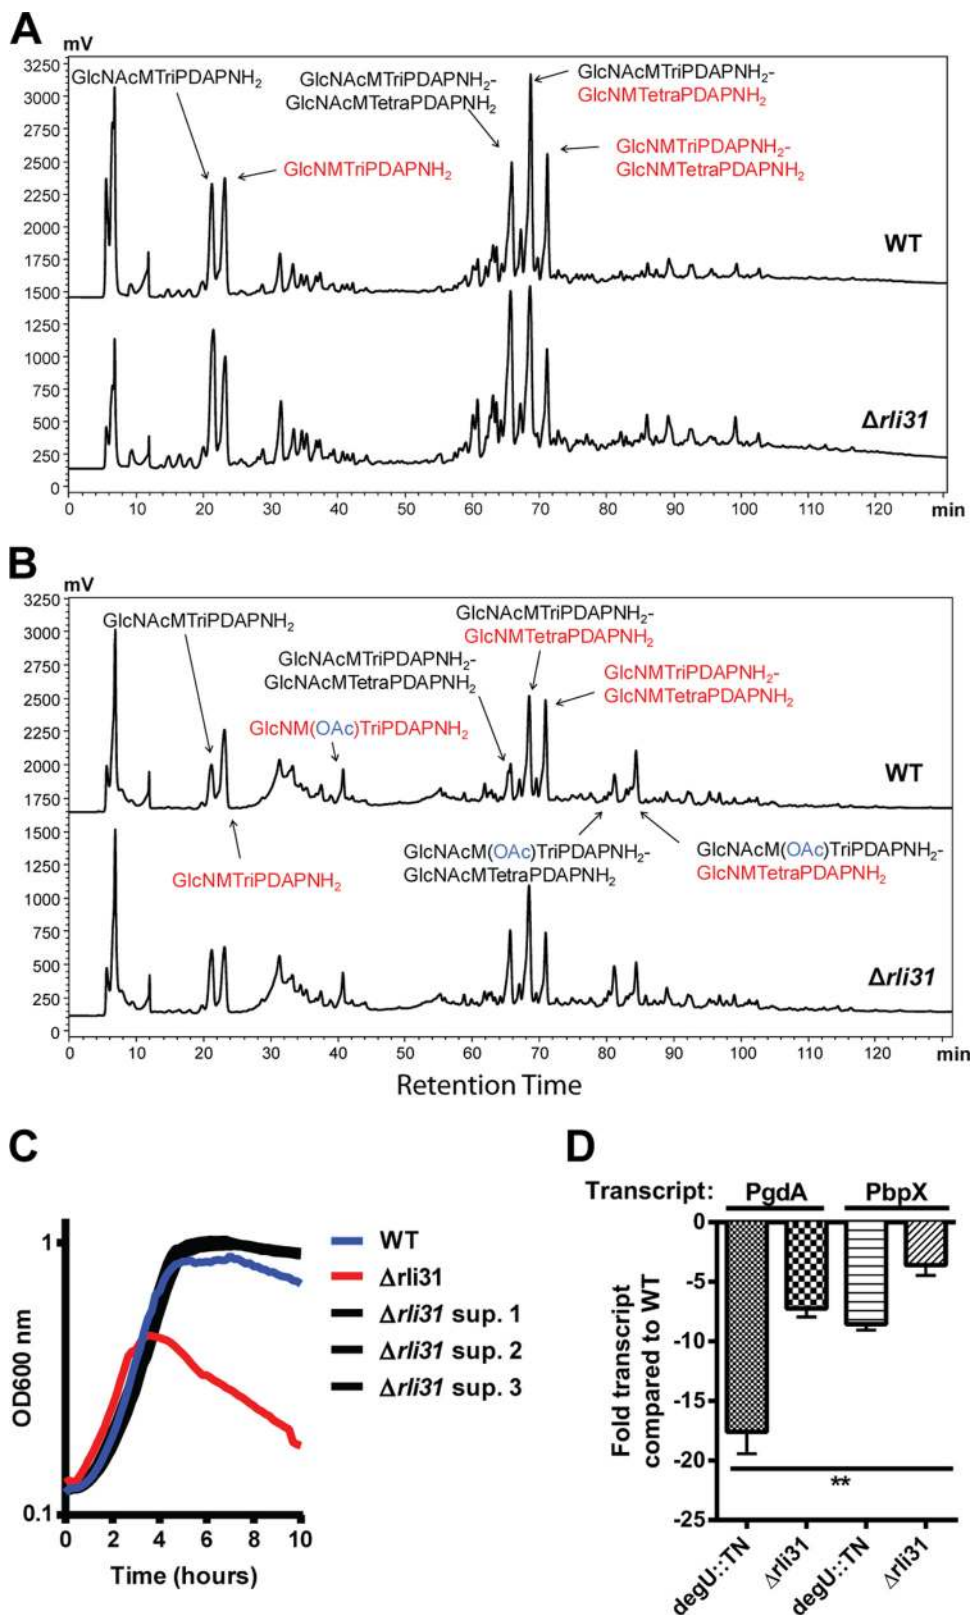 A
mV
3250
3000
2750
2500
2250
2000
1750
1500
1250
1000
750
500
250
0
GlcNAcMTriPDAPNH₂
GlcNMTriPDAPNH₂
GlcNAcMTriPDAPNH₂-
GlcNAcMTetraPDAPNH₂
GlcNAcMTriPDAPNH₂-
GlcNMTetraPDAPNH₂
GlcNMTriPDAPNH₂-
GlcNMTetraPDAPNH₂
WT
Δrli31
0 10 20 30 40 50 60 70 80 90 100 110 120 min
B
mV
3250
3000
2750
2500
2250
2000
1750
1500
1250
1000
750
500
250
0
GlcNAcMTriPDAPNH₂
GlcNAcMTriPDAPNH₂-
GlcNMTetraPDAPNH₂
GlcNAcMTriPDAPNH₂-
GlcNAcMTetraPDAPNH₂
GlcNMTriPDAPNH₂-
GlcNMTetraPDAPNH₂
GlcNM(OAc)TriPDAPNH₂
WT
GlcNMTriPDAPNH₂
GlcNAcM(OAc)TriPDAPNH₂-
GlcNAcMTetraPDAPNH₂
GlcNAcM(OAc)TriPDAPNH₂-
GlcNMTetraPDAPNH₂
Δrli31
0 10 20 30 40 50 60 70 80 90 100 110 120 min
Retention Time
C
OD600 nm
1
0.1
0 2 4 6 8 10
Time (hours)
WT
Δrli31
Δrli31 sup. 1
Δrli31 sup. 2
Δrli31 sup. 3
D
Transcript: PgdA PbpX
Fold transcript
compared to WT
0
-5
-10
-15
-20
-25
**
degU::TN
Δrli31
degU::TN
Δrli31